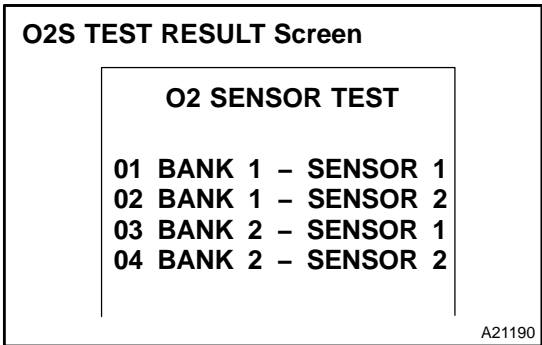 O2S TEST RESULT Screen
O2 SENSOR TEST
01 BANK 1 – SENSOR 1
02 BANK 1 – SENSOR 2
03 BANK 2 – SENSOR 1
04 BANK 2 – SENSOR 2
A21190